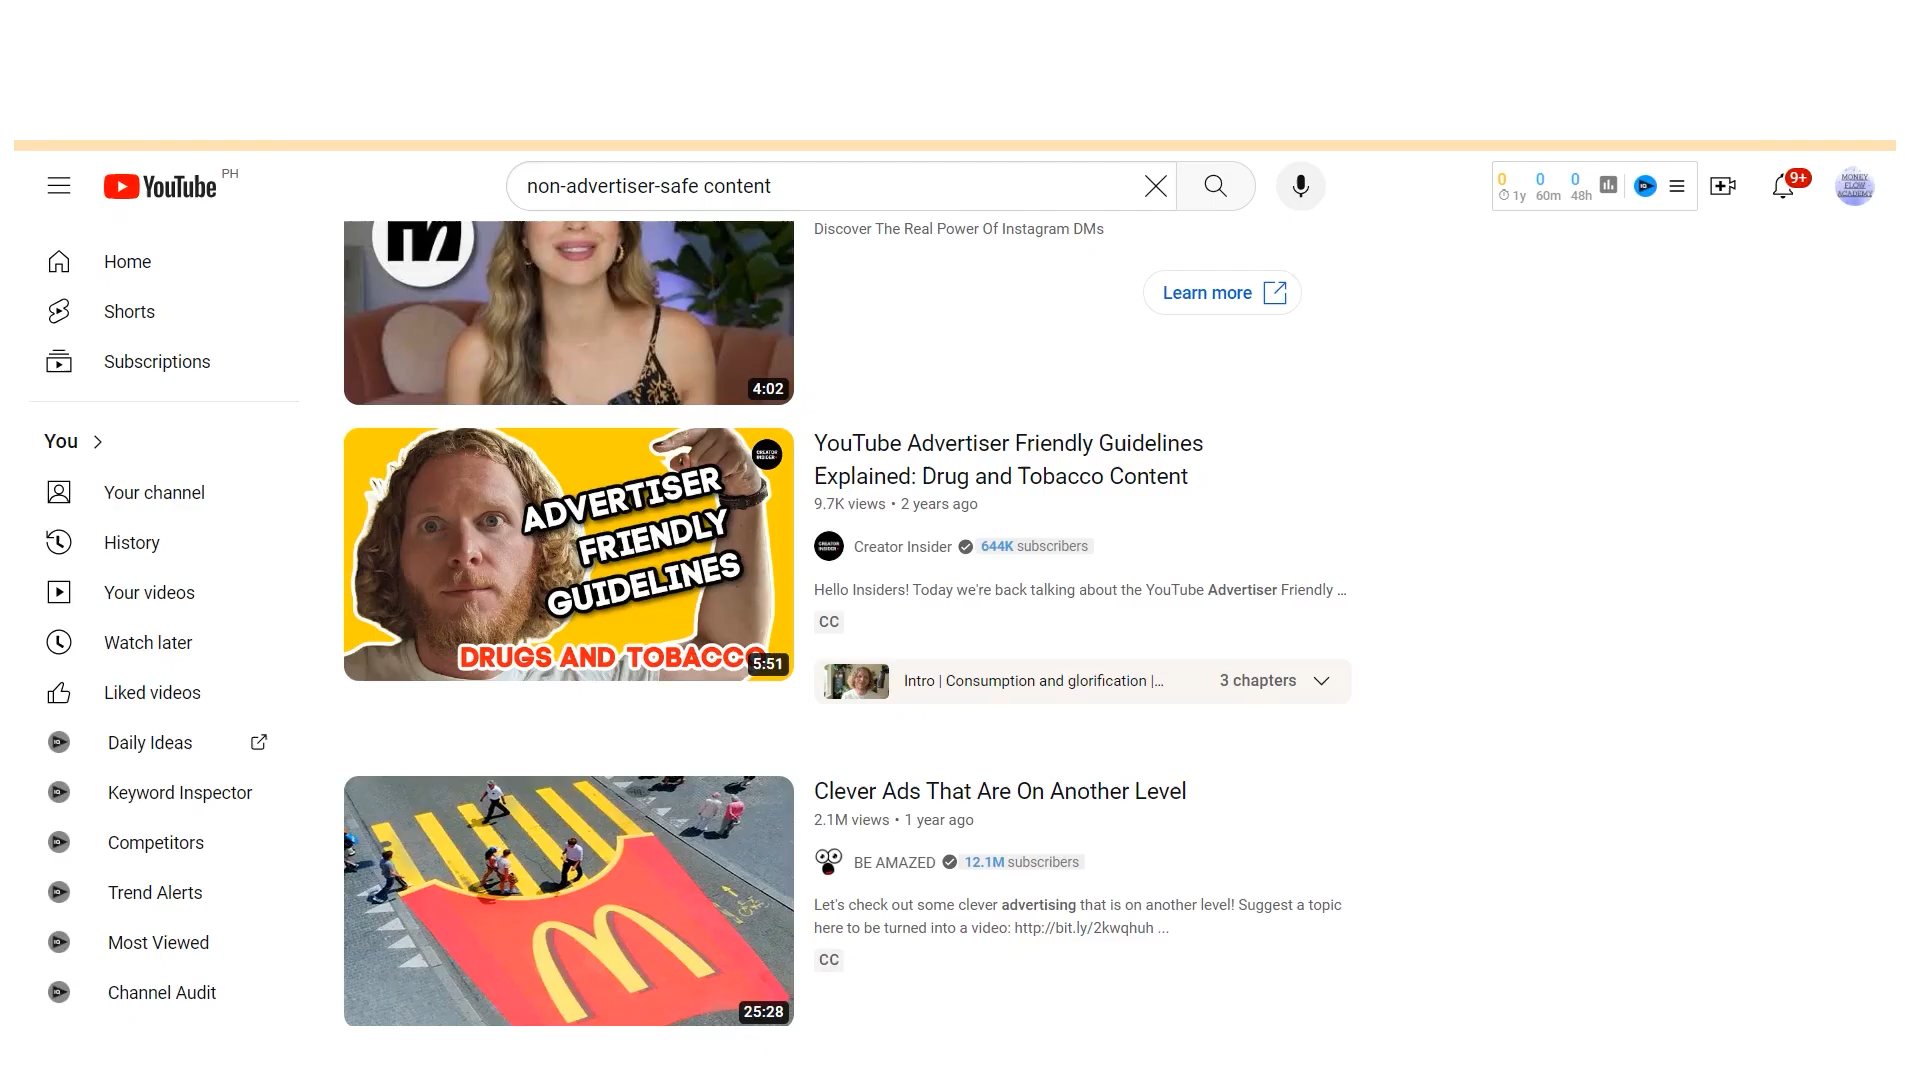 YouTube PH
non-advertiser-safe content
0 0 0
1y 60m 48h
9+
MONEY
FLOW
ACADEMY
Home
Shorts
Subscriptions
You
Your channel
History
Your videos
Watch later
Liked videos
Daily Ideas
Keyword Inspector
Competitors
Trend Alerts
Most Viewed
Channel Audit
4:02
Discover The Real Power Of Instagram DMs
Learn more
CREATOR
INSIDER
ADVERTISER
FRIENDLY
GUIDELINES
DRUGS AND TOBACCO
5:51
YouTube Advertiser Friendly Guidelines
Explained: Drug and Tobacco Content
9.7K views • 2 years ago
Creator Insider 644K subscribers
Hello Insiders! Today we're back talking about the YouTube Advertiser Friendly ...
CC
Intro | Consumption and glorification |... 3 chapters
25:28
Clever Ads That Are On Another Level
2.1M views • 1 year ago
BE AMAZED 12.1M subscribers
Let's check out some clever advertising that is on another level! Suggest a topic
here to be turned into a video: http://bit.ly/2kwqhuh ...
CC